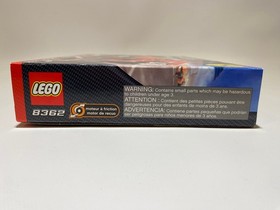 LEGO
8362
moteur à friction
motor de rescue
WARNING: Contains small parts which may be hazardous
to children under age 3.
ATTENTION: Contient des petites pièces pouvant être
dangereuses pour des enfants de moins de 3 ans.
ADVERTENCIA: Contiene partes pequeñas que podrían
ser peligrosas para niños menores de 3 años.